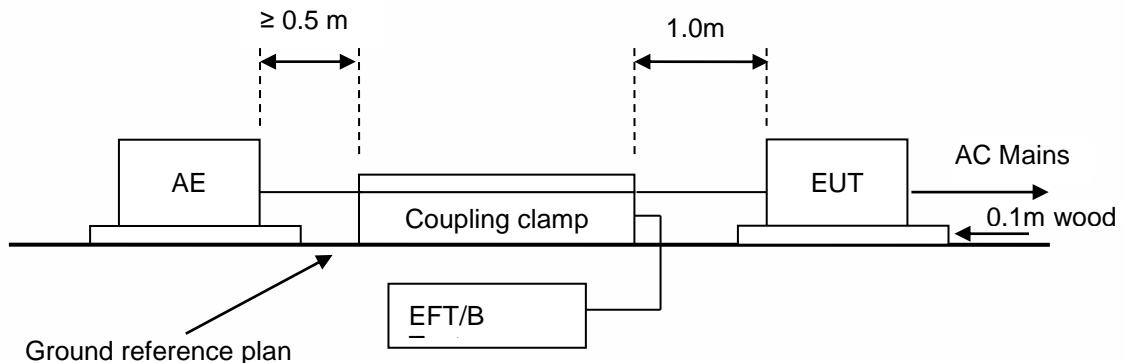 ≥ 0.5 m
1.0m
AE
Coupling clamp
EUT
AC Mains
0.1m wood
EFT/B
Ground reference plan